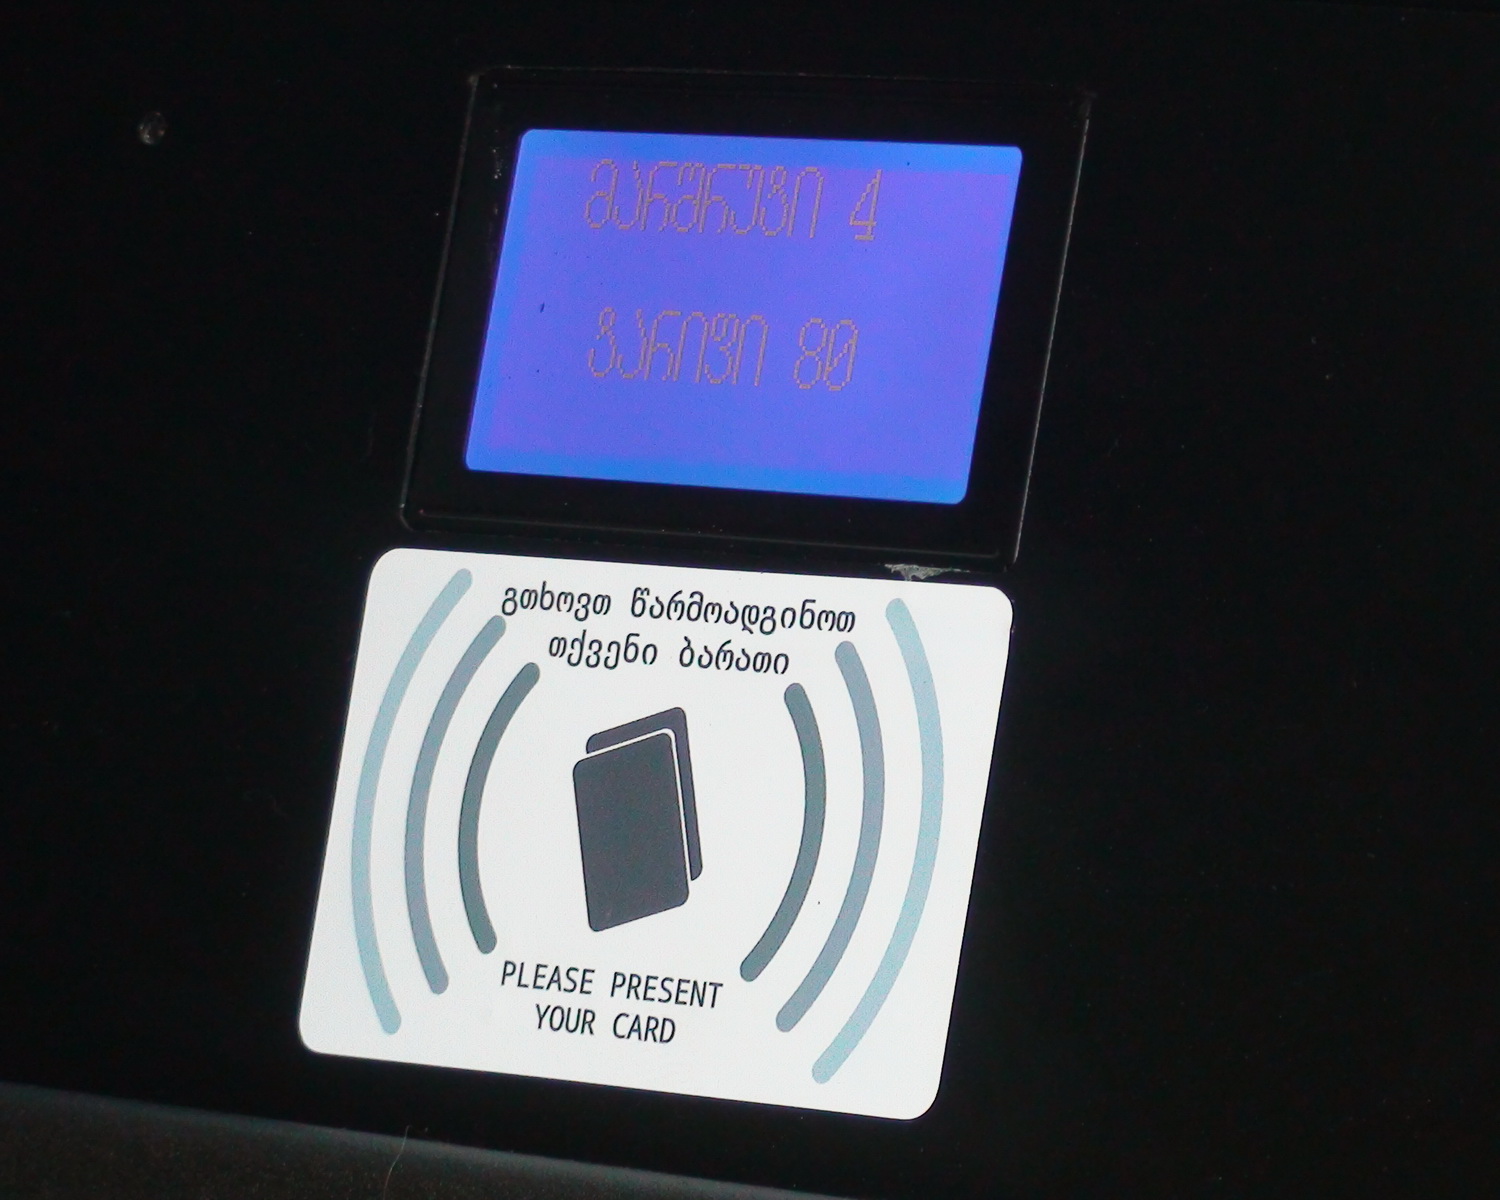 მარშრუტი 4
ტარიფი 80
გთხოვთ წარმოადგინოთ
თქვენი ბარათი
PLEASE PRESENT
YOUR CARD